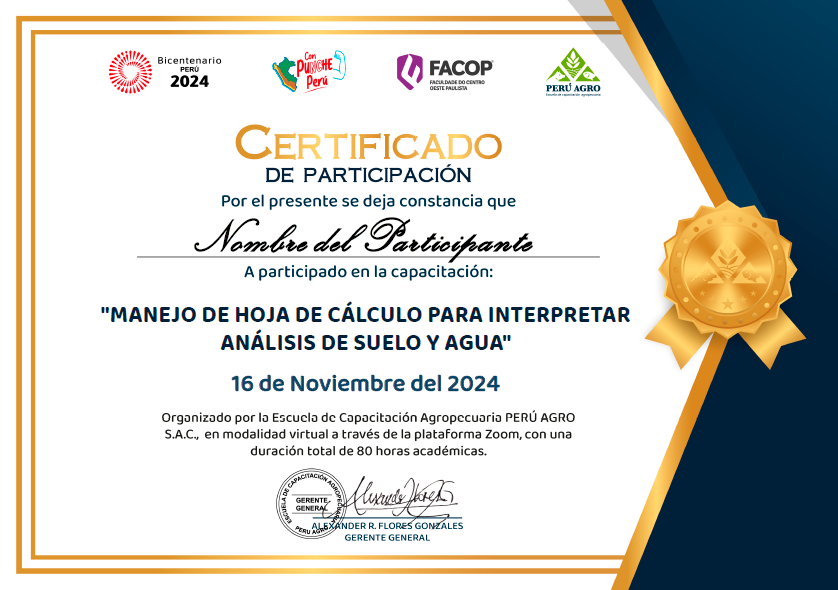 Bicentenario
PERÚ
2024
Con
PUNCHE
Perú
FACOP
FACULDADE DO CENTRO
OESTE PAULISTA
PERÚ AGRO
Escuela de capacitación agropecuaria
CERTIFICADO
DE PARTICIPACIÓN
Por el presente se deja constancia que
Nombre del Participante
A participado en la capacitación:
"MANEJO DE HOJA DE CÁLCULO PARA INTERPRETAR
ANÁLISIS DE SUELO Y AGUA"
16 de Noviembre del 2024
Organizado por la Escuela de Capacitación Agropecuaria PERÚ AGRO
S.A.C., en modalidad virtual a través de la plataforma Zoom, con una
duración total de 80 horas académicas.
ESCUELA DE CAPACITACIÓN AGROPECUARIA
GERENTE
GENERAL
PERU AGRO
ALEXANDER R. FLORES GONZALES
GERENTE GENERAL